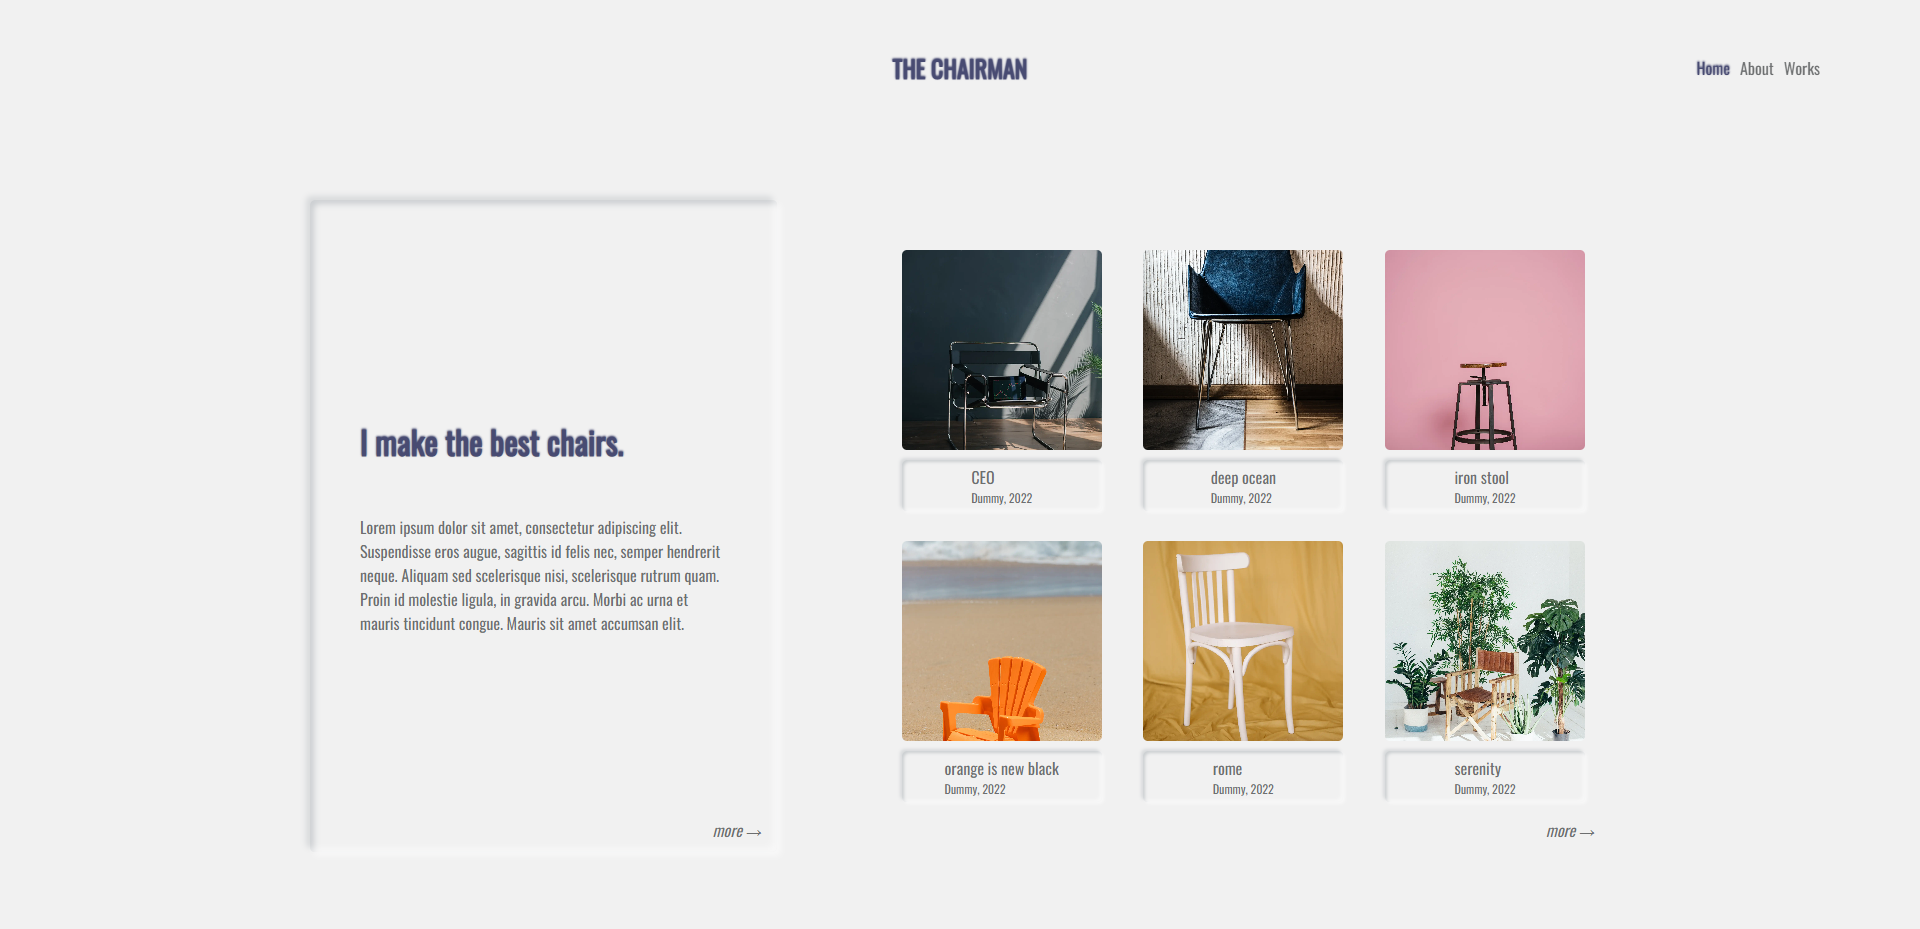 THE CHAIRMAN
Home About Works
I make the best chairs.
Lorem ipsum dolor sit amet, consectetur adipiscing elit.
Suspendisse eros augue, sagittis id felis nec, semper hendrerit
neque. Aliquam sed scelerisque nisi, scelerisque rutrum quam.
Proin id molestie ligula, in gravida arcu. Morbi ac urna et
mauris tincidunt congue. Mauris sit amet accumsan elit.
more →
CEO
Dummy, 2022
deep ocean
Dummy, 2022
iron stool
Dummy, 2022
orange is new black
Dummy, 2022
rome
Dummy, 2022
serenity
Dummy, 2022
more →